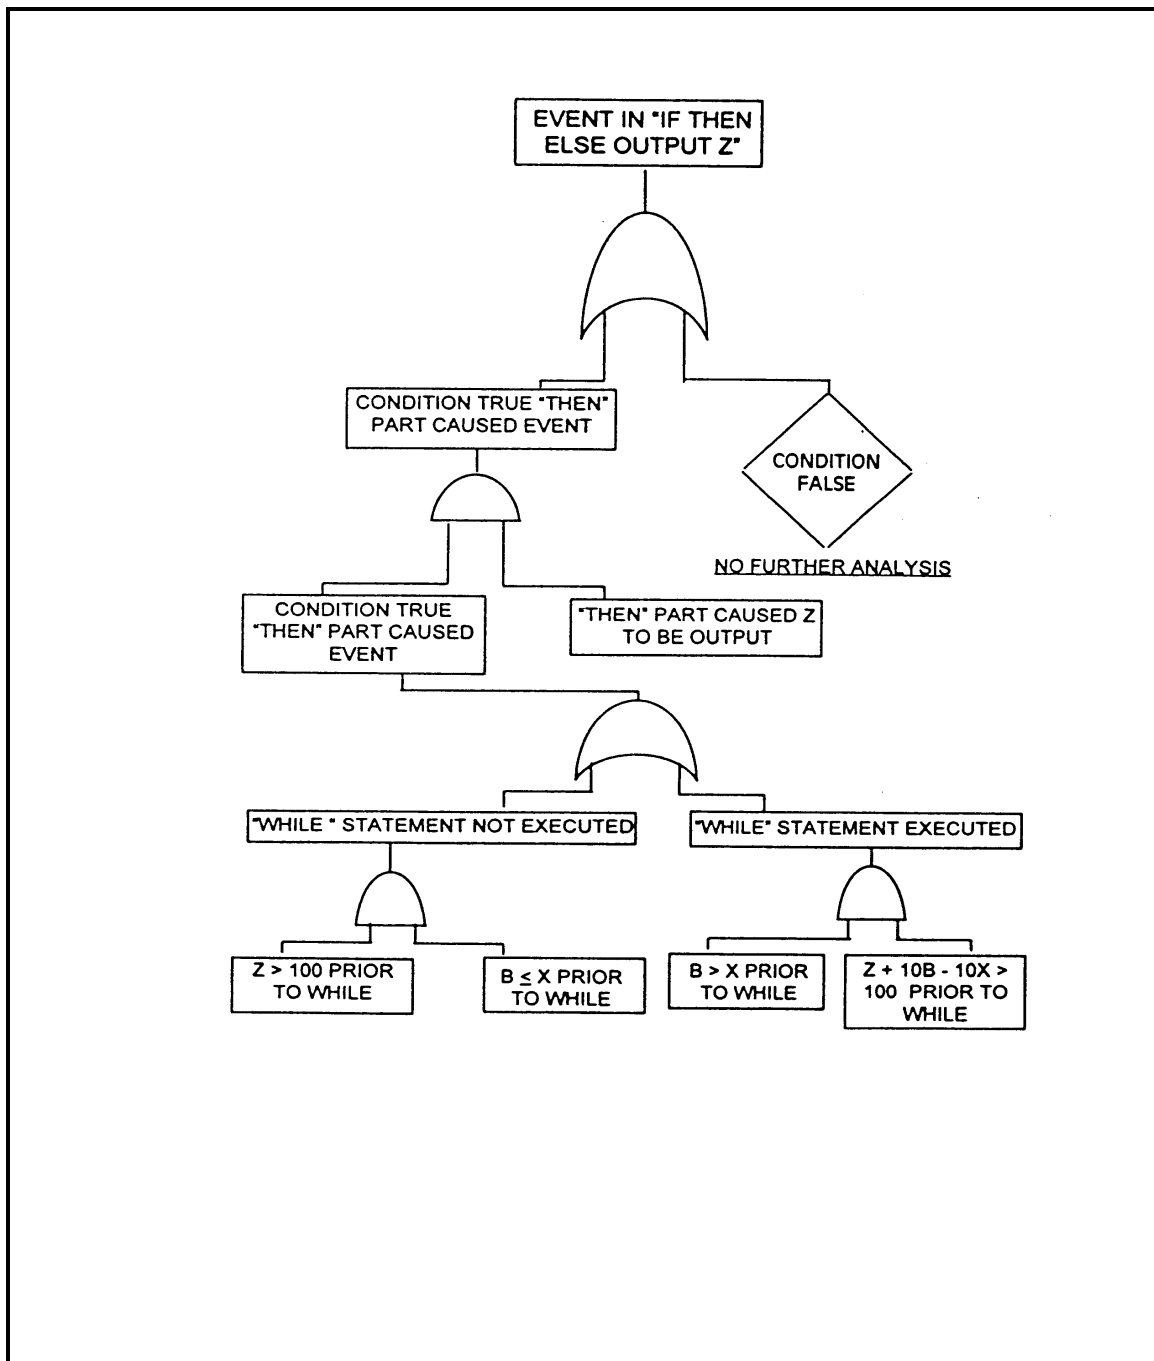 EVENT IN "IF THEN
ELSE OUTPUT Z"
CONDITION TRUE "THEN"
PART CAUSED EVENT
CONDITION
FALSE
NO FURTHER ANALYSIS
CONDITION TRUE
"THEN" PART CAUSED
EVENT
"THEN" PART CAUSED Z
TO BE OUTPUT
"WHILE " STATEMENT NOT EXECUTED
"WHILE" STATEMENT EXECUTED
Z > 100 PRIOR
TO WHILE
B ≤ X PRIOR
TO WHILE
B > X PRIOR
TO WHILE
Z + 10B - 10X >
100 PRIOR TO
WHILE